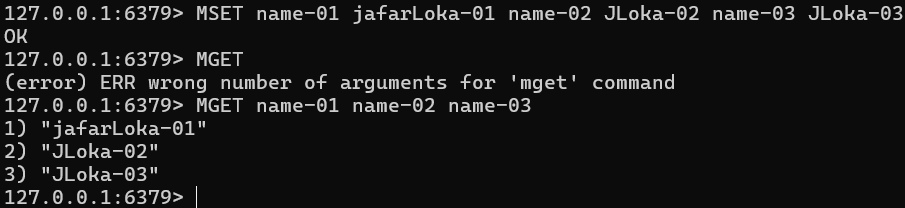 127.0.0.1:6379> MSET name-01 jafarLoka-01 name-02 JLoka-02 name-03 JLoka-03
OK
127.0.0.1:6379> MGET
(error) ERR wrong number of arguments for 'mget' command
127.0.0.1:6379> MGET name-01 name-02 name-03
1) "jafarLoka-01"
2) "JLoka-02"
3) "JLoka-03"
127.0.0.1:6379>